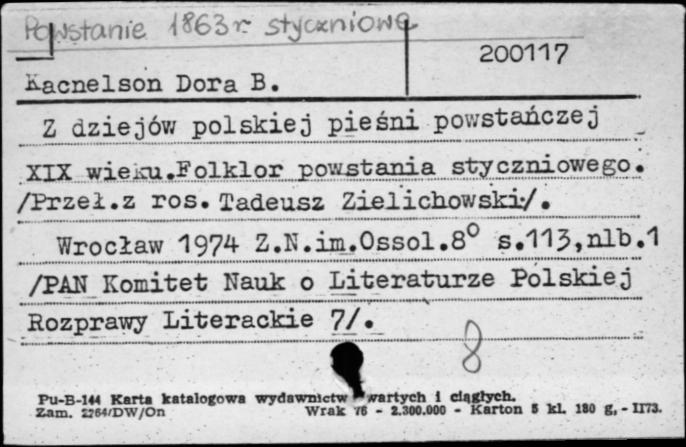 Powstanie 1863 r. styczniowe
200117
Kacnelson Dora B.
Z dziejów polskiej pieśni powstańczej
XIX wieku.Folklor powstania styczniowego.
/Przeł.z ros. Tadeusz Zielichowski/.
Wrocław 1974 Z.N.im.Ossol.8° s.113,nlb.1
/PAN Komitet Nauk o Literaturze Polskiej
Rozprawy Literackie 7/.
8
Pu-B-144 Karta katalogowa wydawnictw zwartych i ciągłych.
Zam. 2264/DW/On Wrak 76 - 2.300.000 - Karton 5 kl. 180 g, - II73.